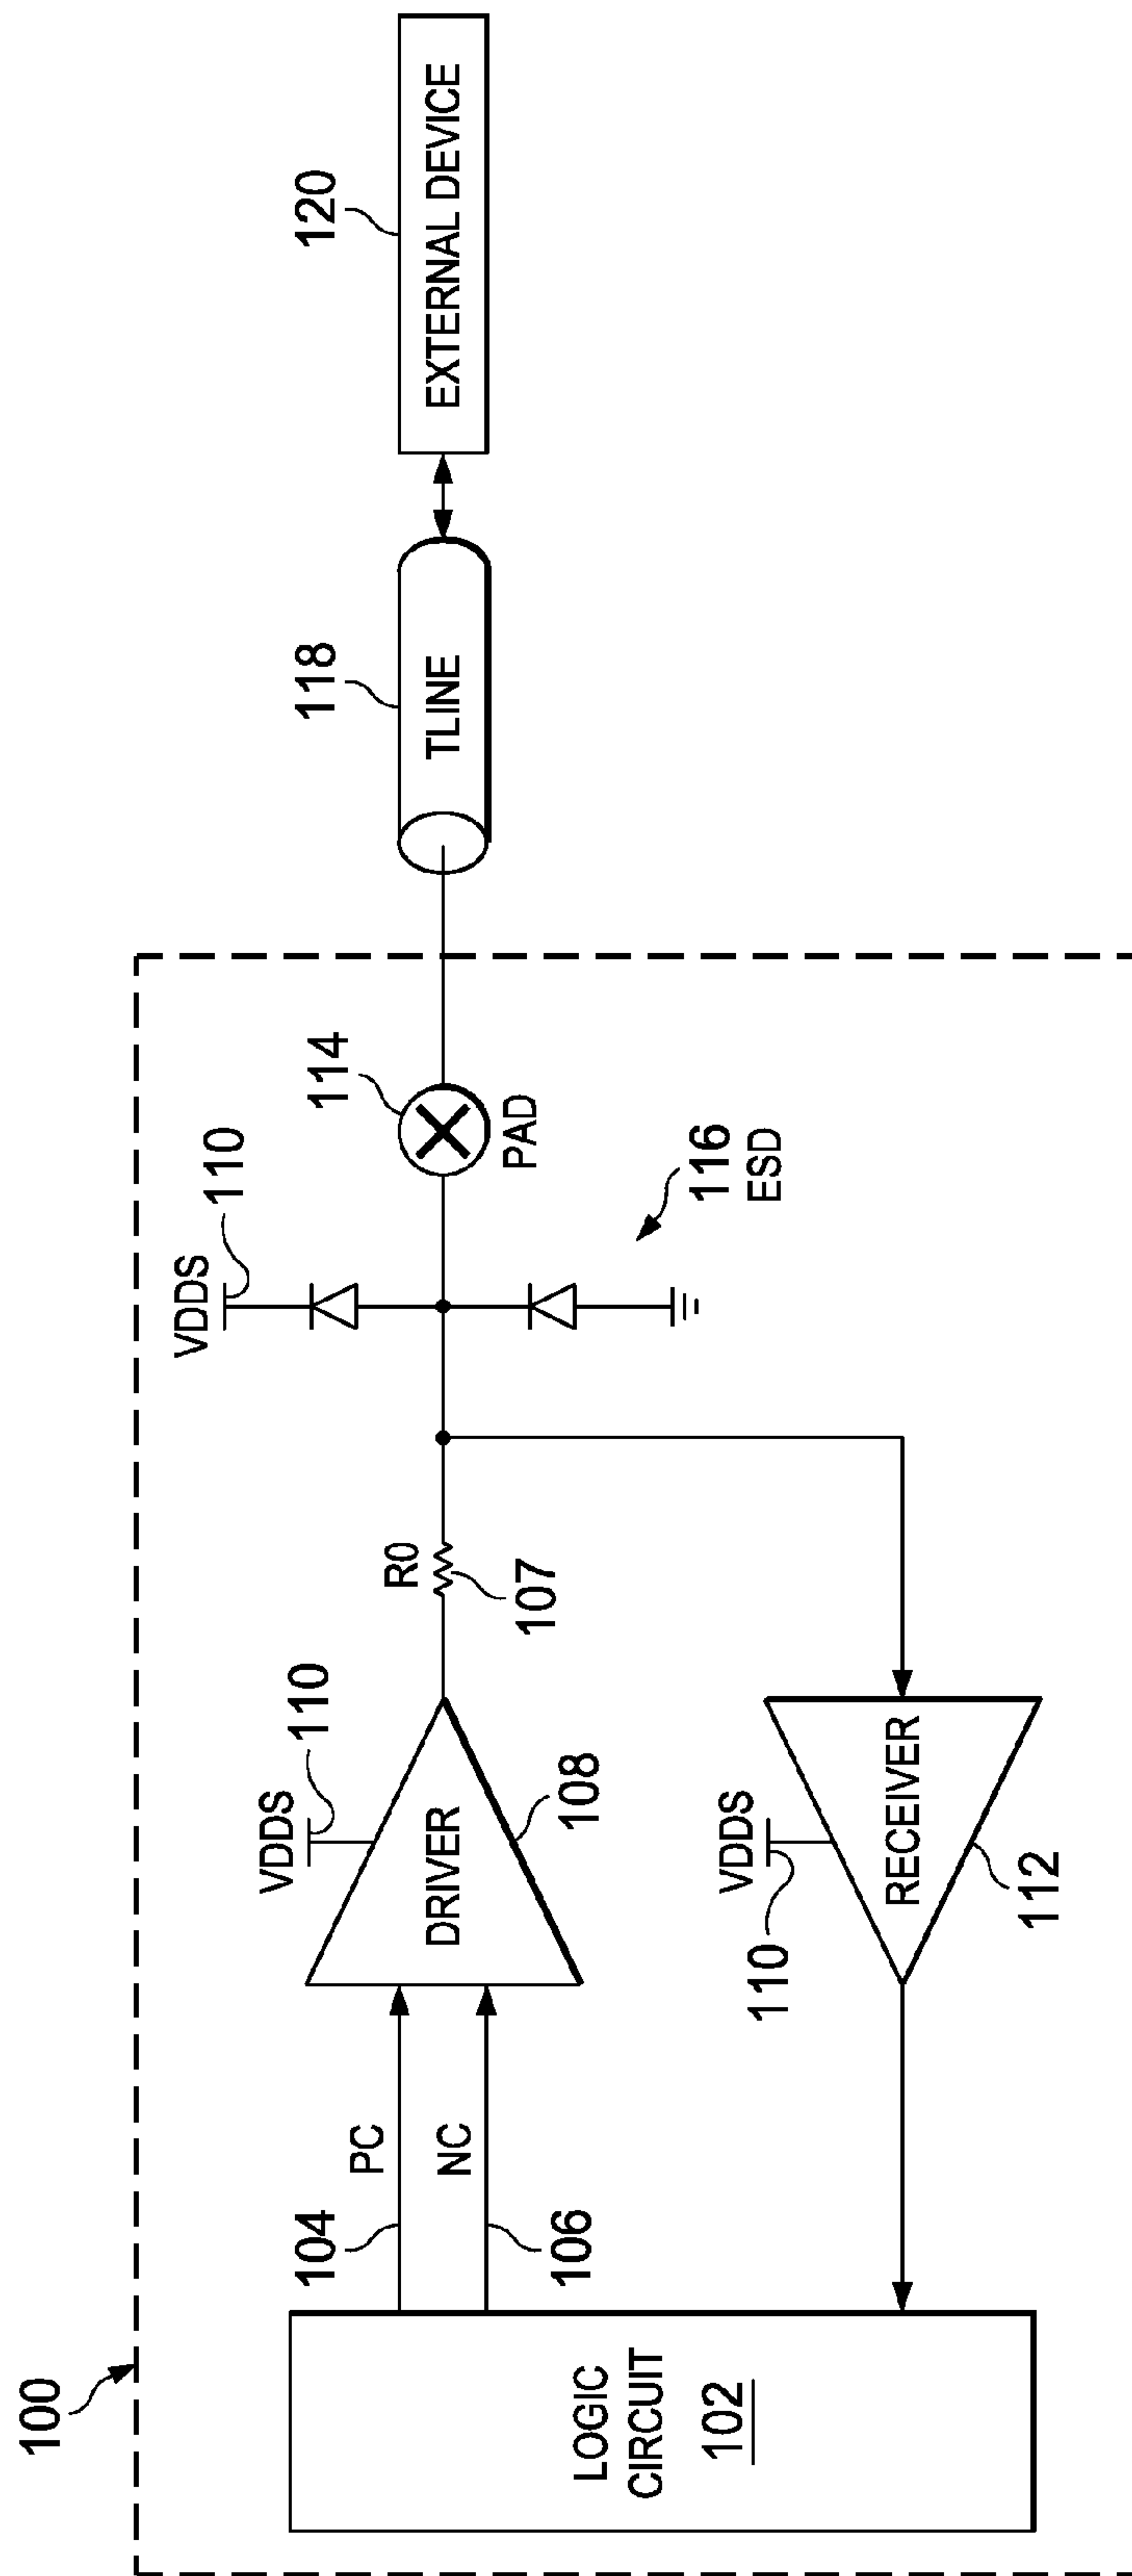 100
LOGIC
CIRCUIT
102
104
PC
NC
106
VDDS
110
DRIVER
108
R0
107
VDDS
110
RECEIVER
112
VDDS
110
116
ESD
114
PAD
118
TLINE
120
EXTERNAL DEVICE